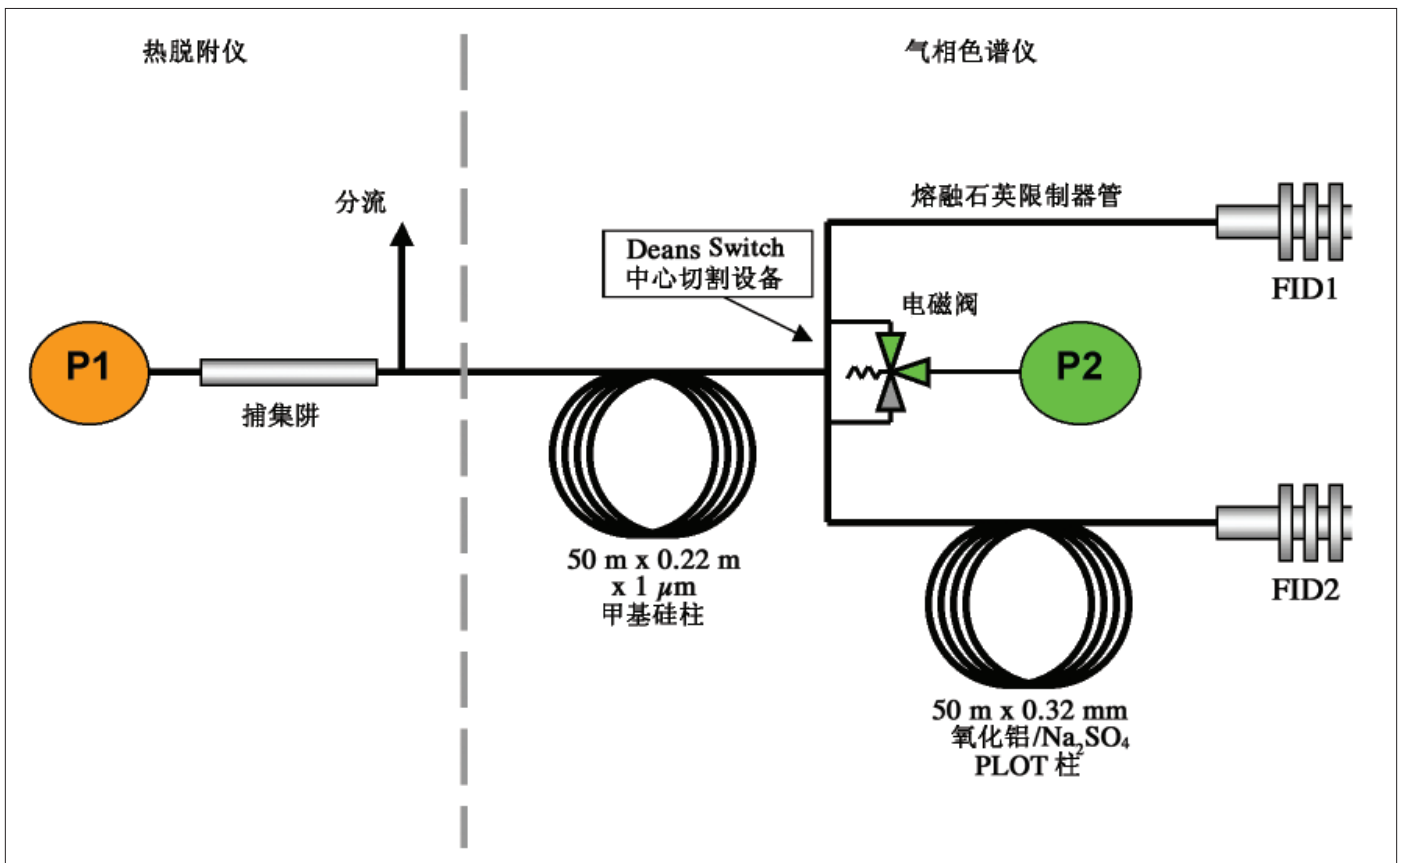 热脱附仪
气相色谱仪
分流
熔融石英限制器管
Deans Switch
中心切割设备
FID1
电磁阀
P1
P2
捕集阱
50 m x 0.22 m
x 1 µm
甲基硅柱
FID2
50 m x 0.32 mm
氧化铝/Na₂SO₄
PLOT 柱